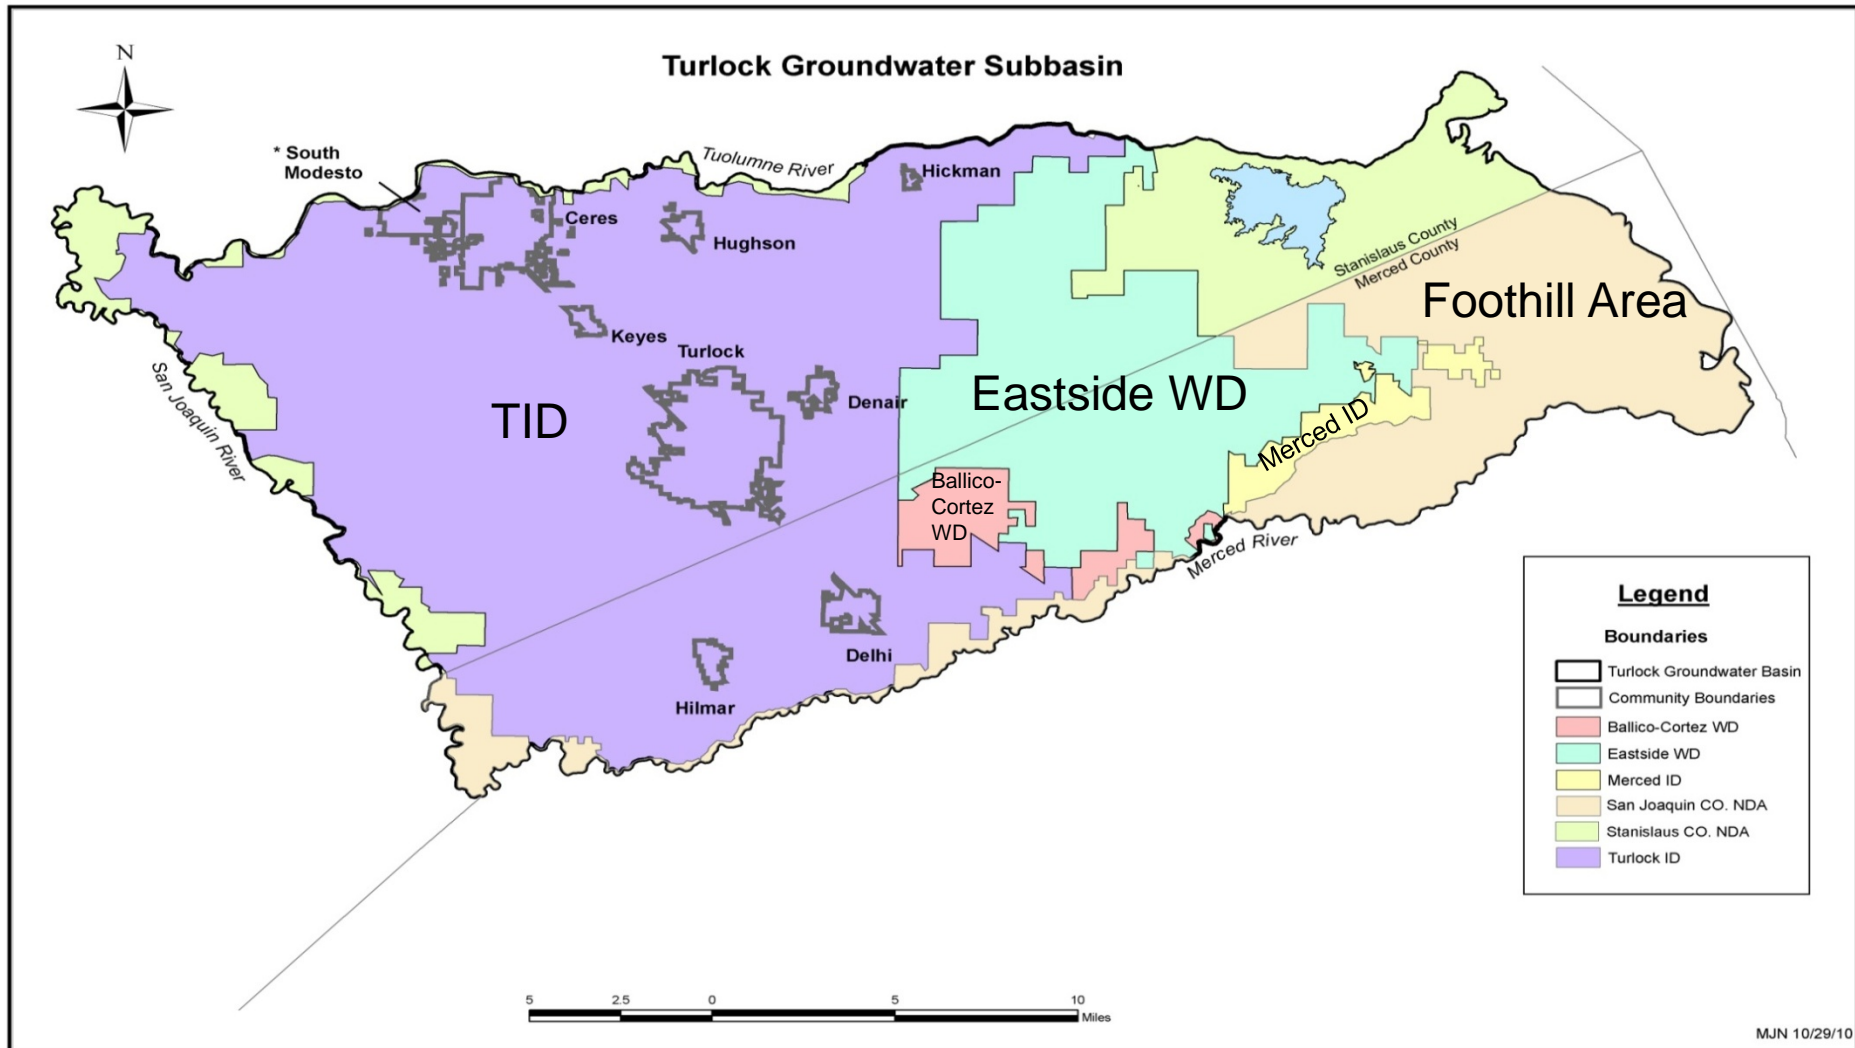 Turlock Groundwater Subbasin
N
* South
Modesto
Tuolumne River
Hickman
Ceres
Hughson
Stanislaus County
Merced County
Foothill Area
Keyes
Turlock
San Joaquin River
TID
Denair
Eastside WD
Merced ID
Ballico-
Cortez
WD
Merced River
Delhi
Hilmar
Legend
Boundaries
Turlock Groundwater Basin
Community Boundaries
Ballico-Cortez WD
Eastside WD
Merced ID
San Joaquin CO. NDA
Stanislaus CO. NDA
Turlock ID
5 2.5 0 5 10
Miles
MJN 10/29/10